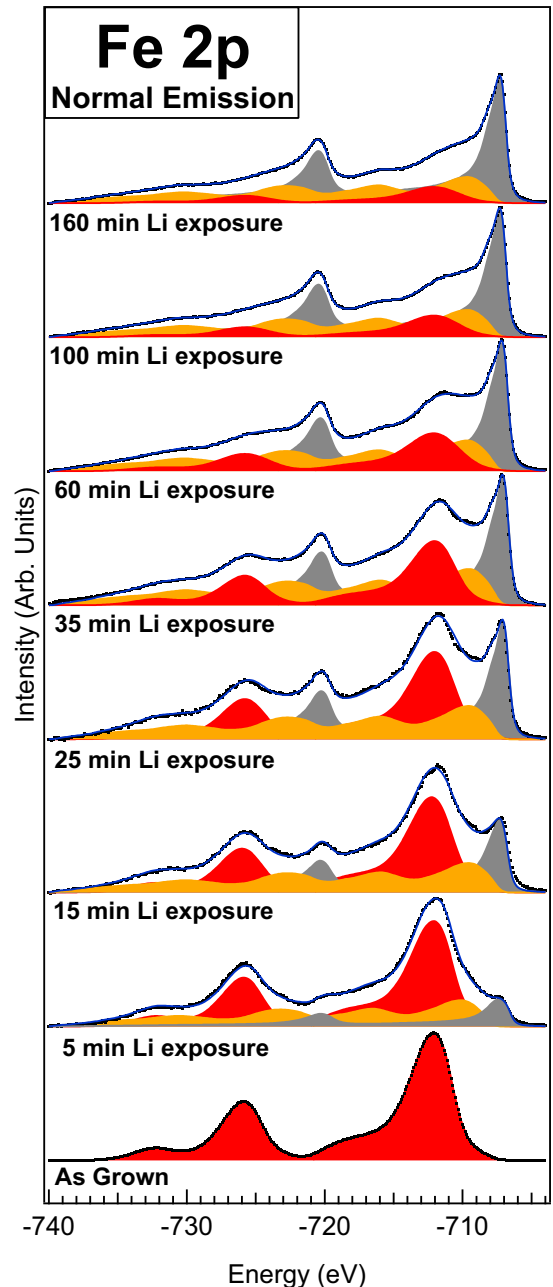 Fe 2p
Normal Emission
160 min Li exposure
100 min Li exposure
60 min Li exposure
35 min Li exposure
25 min Li exposure
15 min Li exposure
5 min Li exposure
As Grown
Intensity (Arb. Units)
-740 -730 -720 -710
Energy (eV)